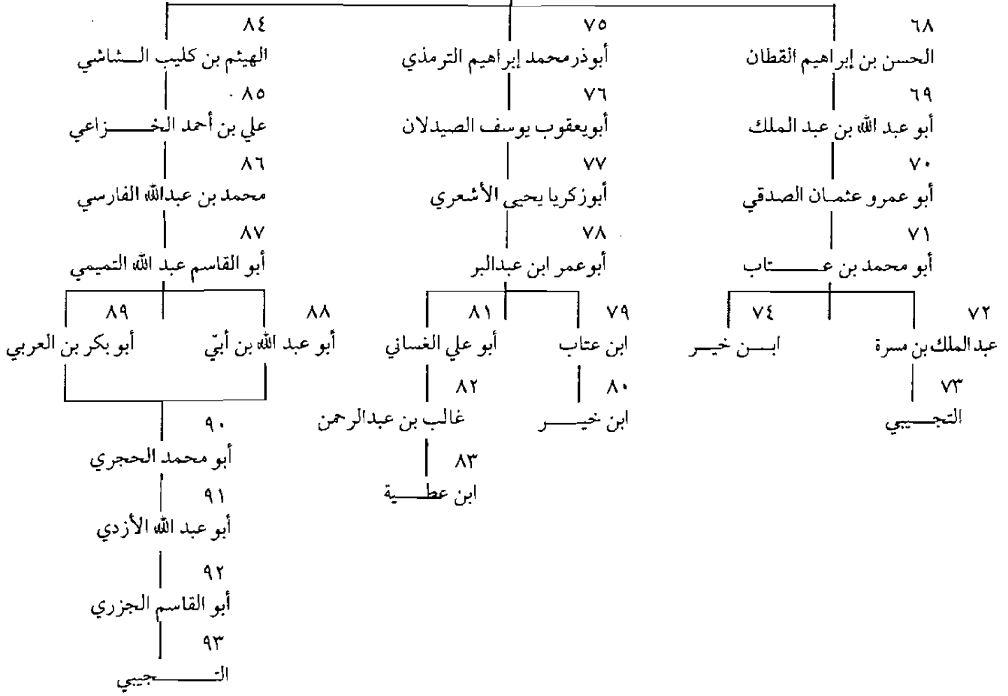 ٦٨
الحسن بن إبراهيم القطان
٦٩
أبو عبد الله بن عبد الملك
٧٠
أبو عمرو عثمان الصدقي
٧١
أبو محمد بن عتاب
٧٢
عبد الملك بن مسرة
٧٣
التجيبي
٧٤
ابن خير
٧٥
أبوذر محمد إبراهيم الترمذي
٧٦
أبويعقوب يوسف الصيدلان
٧٧
أبوزكريا يحيى الأشعري
٧٨
أبوعمر ابن عبدالبر
٧٩
ابن عتاب
٨٠
ابن خير
٨١
أبو علي الغساني
٨٢
غالب بن عبدالرحمن
٨٣
ابن عطية
٨٤
الهيثم بن كليب الشاشي
٨٥
علي بن أحمد الخزاعي
٨٦
محمد بن عبدالله الفارسي
٨٧
أبو القاسم عبد الله التميمي
٨٨
أبو عبد الله بن أبيّ
٨٩
أبو بكر بن العربي
٩٠
أبو محمد الحجري
٩١
أبو عبد الله الأزدي
٩٢
أبو القاسم الجزري
٩٣
التجيبي